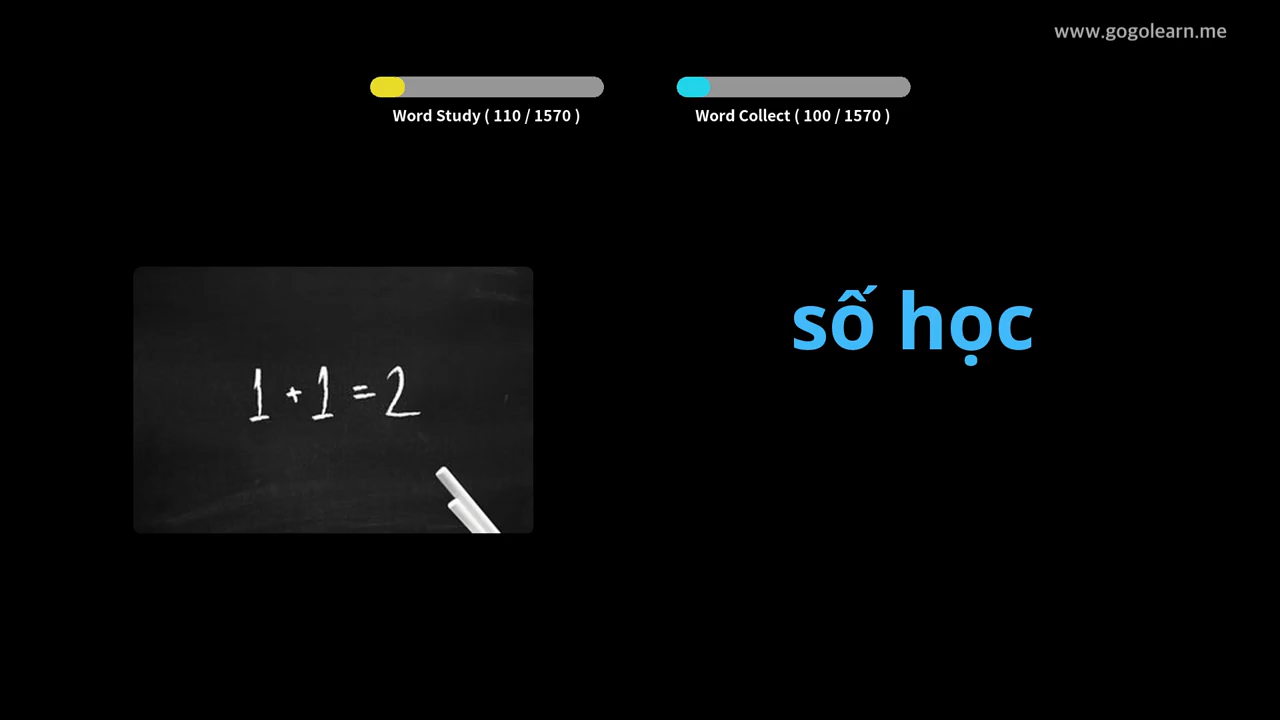 www.gogolearn.me
Word Study ( 110 / 1570 )
Word Collect ( 100 / 1570 )
số học
1 + 1 = 2